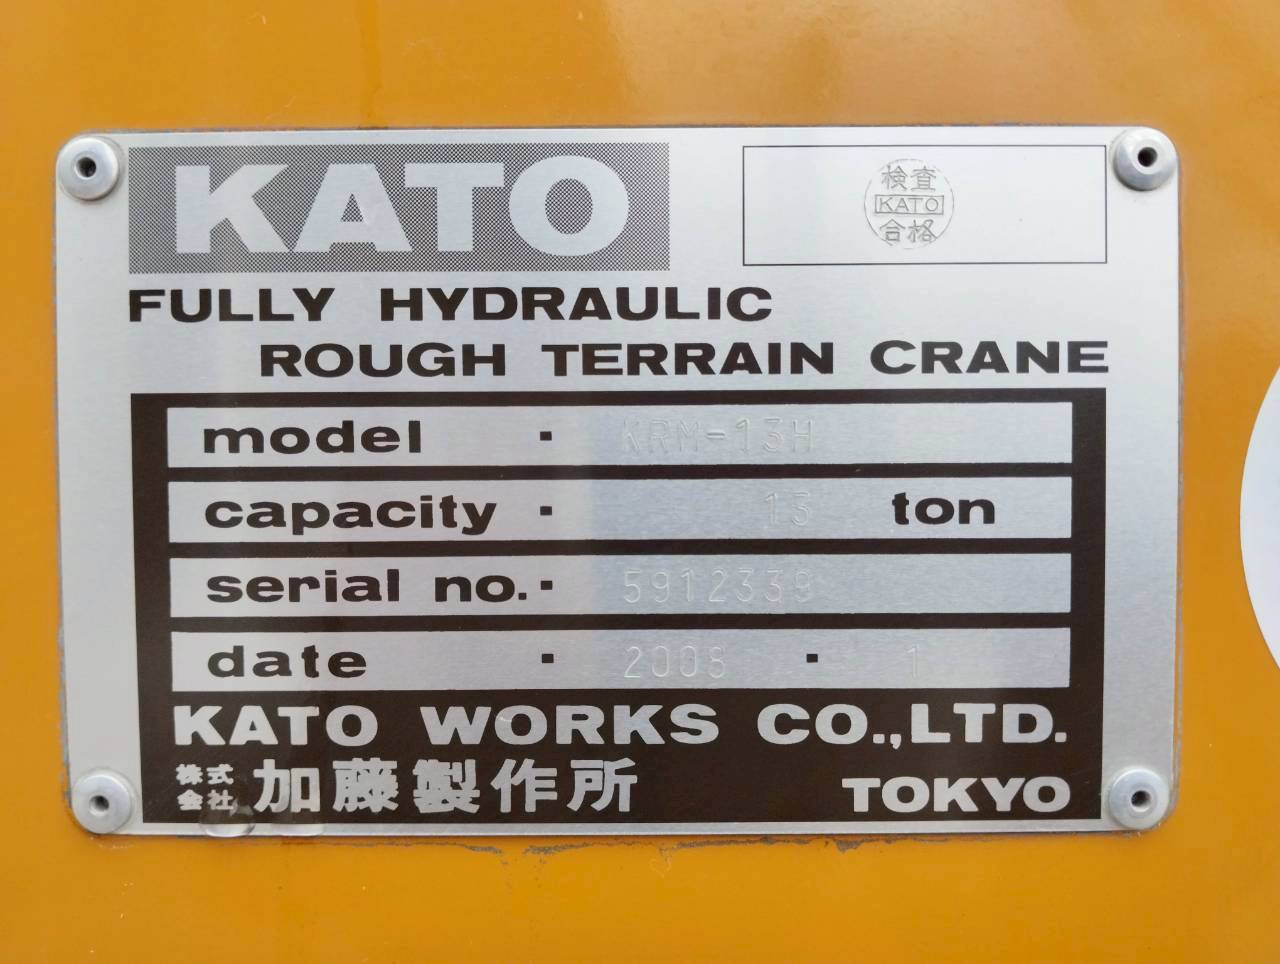 KATO
検査
KATO
合格
FULLY HYDRAULIC
ROUGH TERRAIN CRANE
model · KRM-13H
capacity · 13 ton
serial no. · 5912339
date · 2008 · 1
KATO WORKS CO.,LTD.
株式会社 加藤製作所 TOKYO